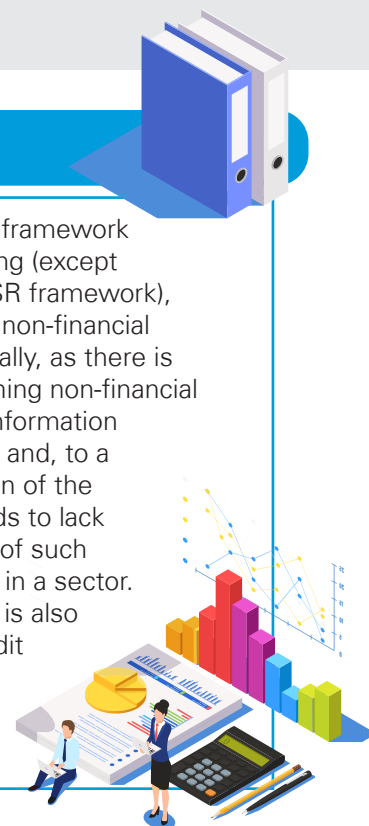 framework
ng (except
SR framework),
non-financial
ally, as there is
ning non-financial
nformation
and, to a
n of the
ds to lack
of such
in a sector.
is also
dit